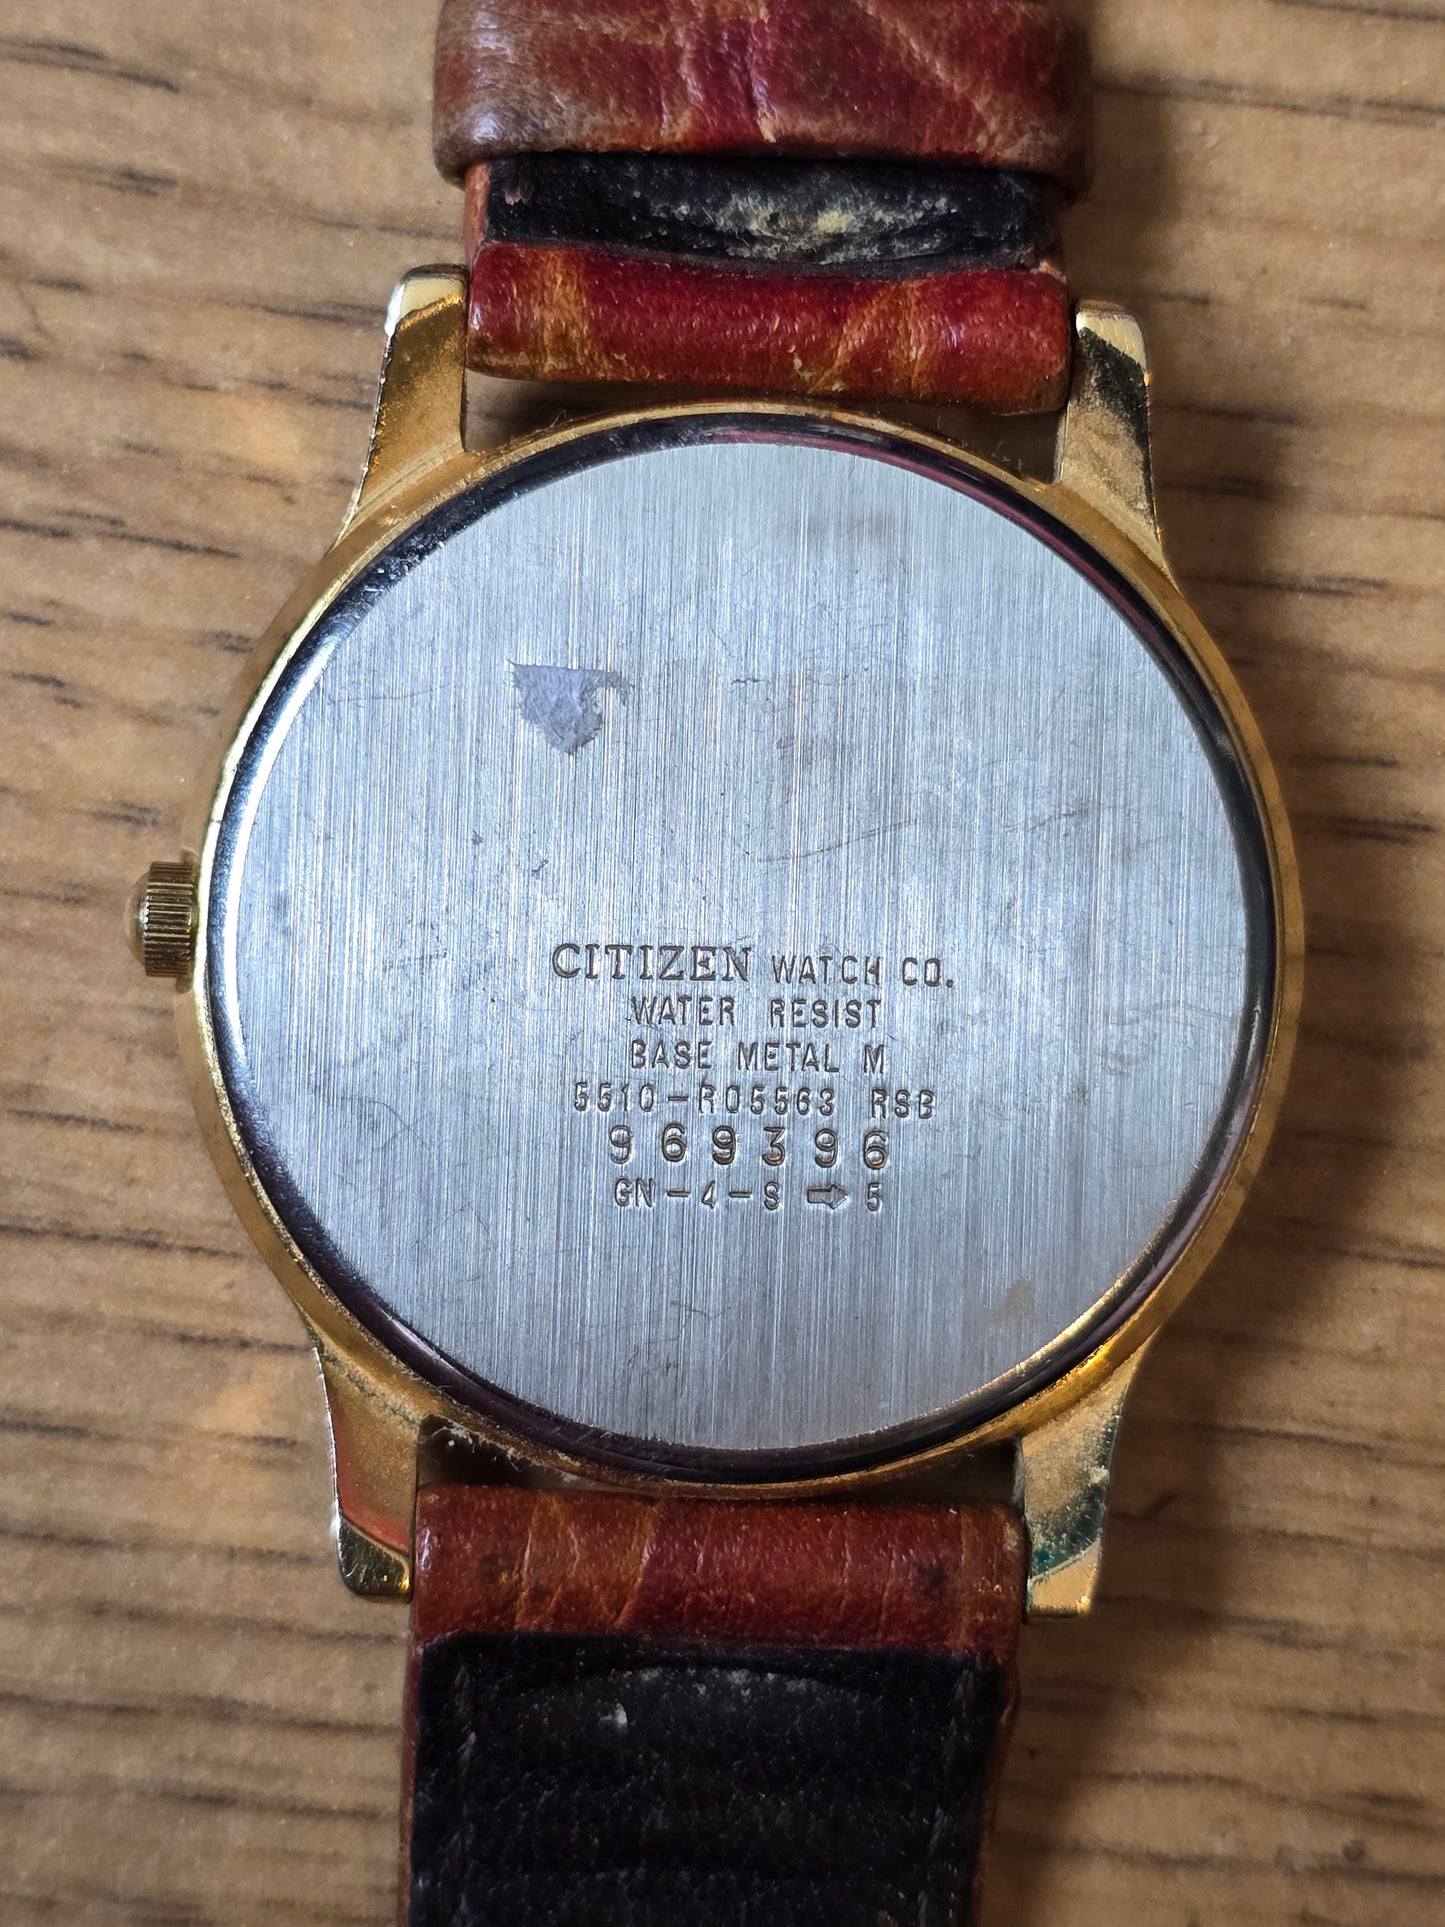 CITIZEN WATCH CO.
WATER RESIST
BASE METAL M
5510-R05563 RSB
969396
GN-4-S ⇨ 5